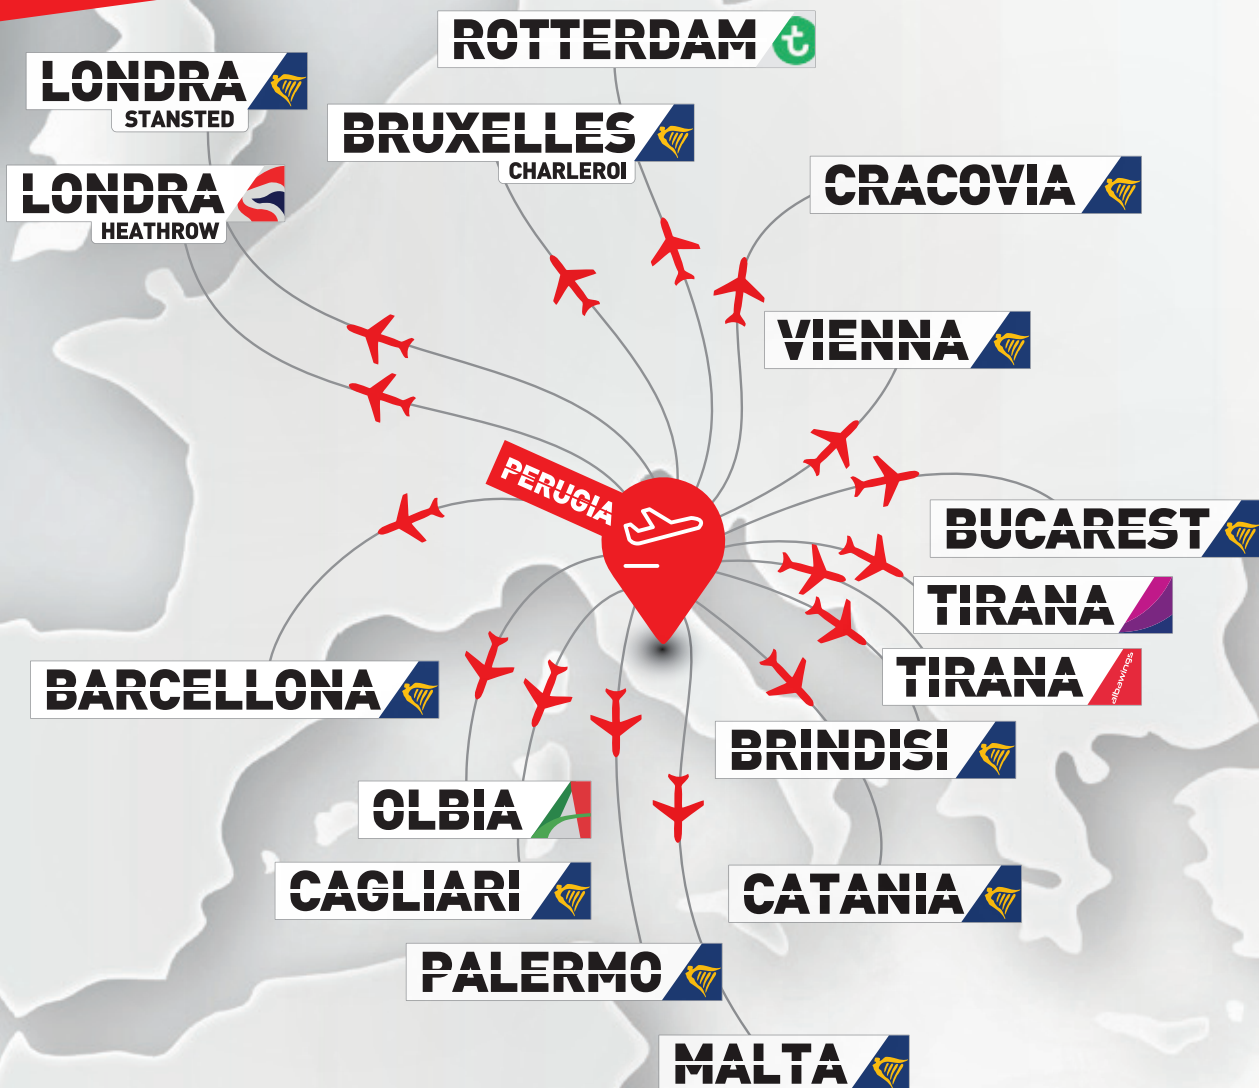 ROTTERDAM
LONDRA
STANSTED
BRUXELLES
CHARLEROI
LONDRA
HEATHROW
CRACOVIA
VIENNA
PERUGIA
BUCAREST
TIRANA
TIRANA
albawings
BARCELLONA
BRINDISI
OLBIA
CAGLIARI
CATANIA
PALERMO
MALTA